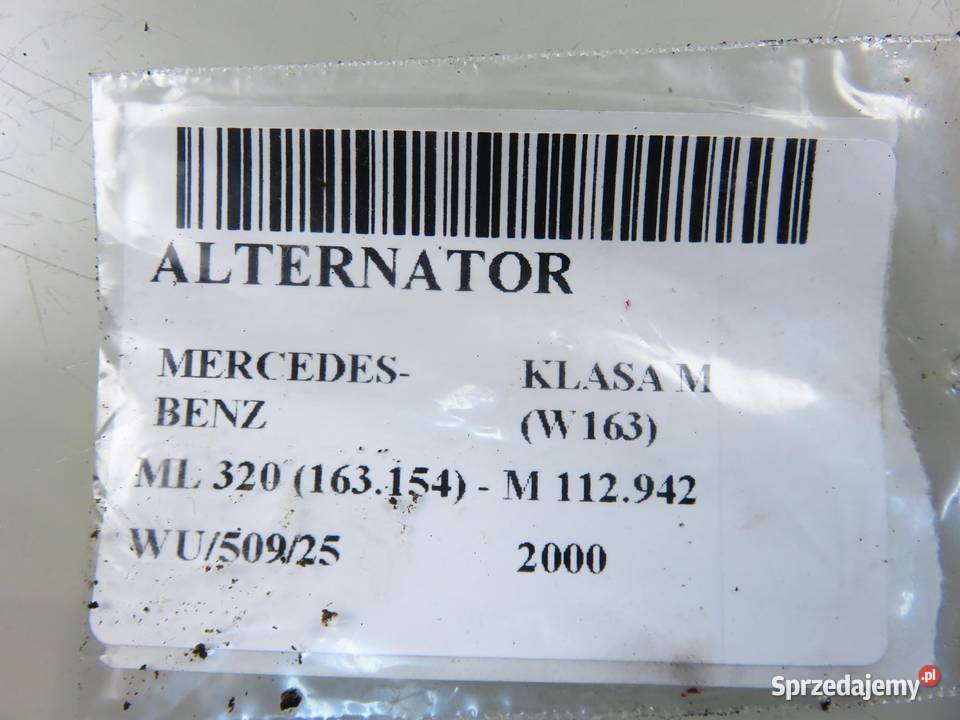 ALTERNATOR
MERCEDES-
BENZ
KLASA M
(W163)
ML 320 (163.154) - M 112.942
WU/509/25
2000
Sprzedajemy.pl